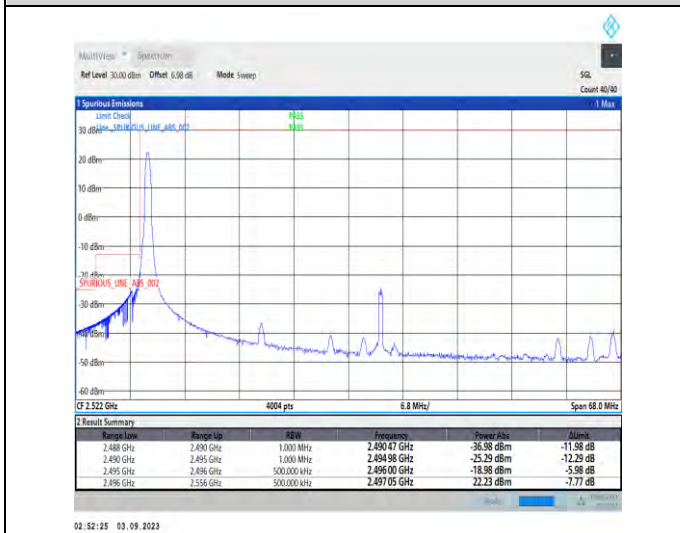 MultiView Spectrum
Ref Level 30.00 dBm Offset 6.98 dB Mode Sweep SGL
Count 40/40
1 Spurious Emissions 1 Max
Limit Check PASS
30 dBm Line _SPURIOUS_LINE_ABS_002 PASS
20 dBm
10 dBm
0 dBm
-10 dBm
-20 dBm
SPURIOUS_LINE_ABS_002
-30 dBm
-40 dBm
-50 dBm
-60 dBm
CF 2.522 GHz 4004 pts 6.8 MHz/ Span 68.0 MHz
2 Result Summary
Range Low Range Up RBW Frequency Power Abs ΔLimit
2.488 GHz 2.490 GHz 1.000 MHz 2.490 47 GHz -36.98 dBm -11.98 dB
2.490 GHz 2.495 GHz 1.000 MHz 2.494 98 GHz -25.29 dBm -12.29 dB
2.495 GHz 2.496 GHz 500.000 kHz 2.496 00 GHz -18.98 dBm -5.98 dB
2.496 GHz 2.556 GHz 500.000 kHz 2.497 05 GHz 22.23 dBm -7.77 dB
Ready
02:52:25 03.09.2023